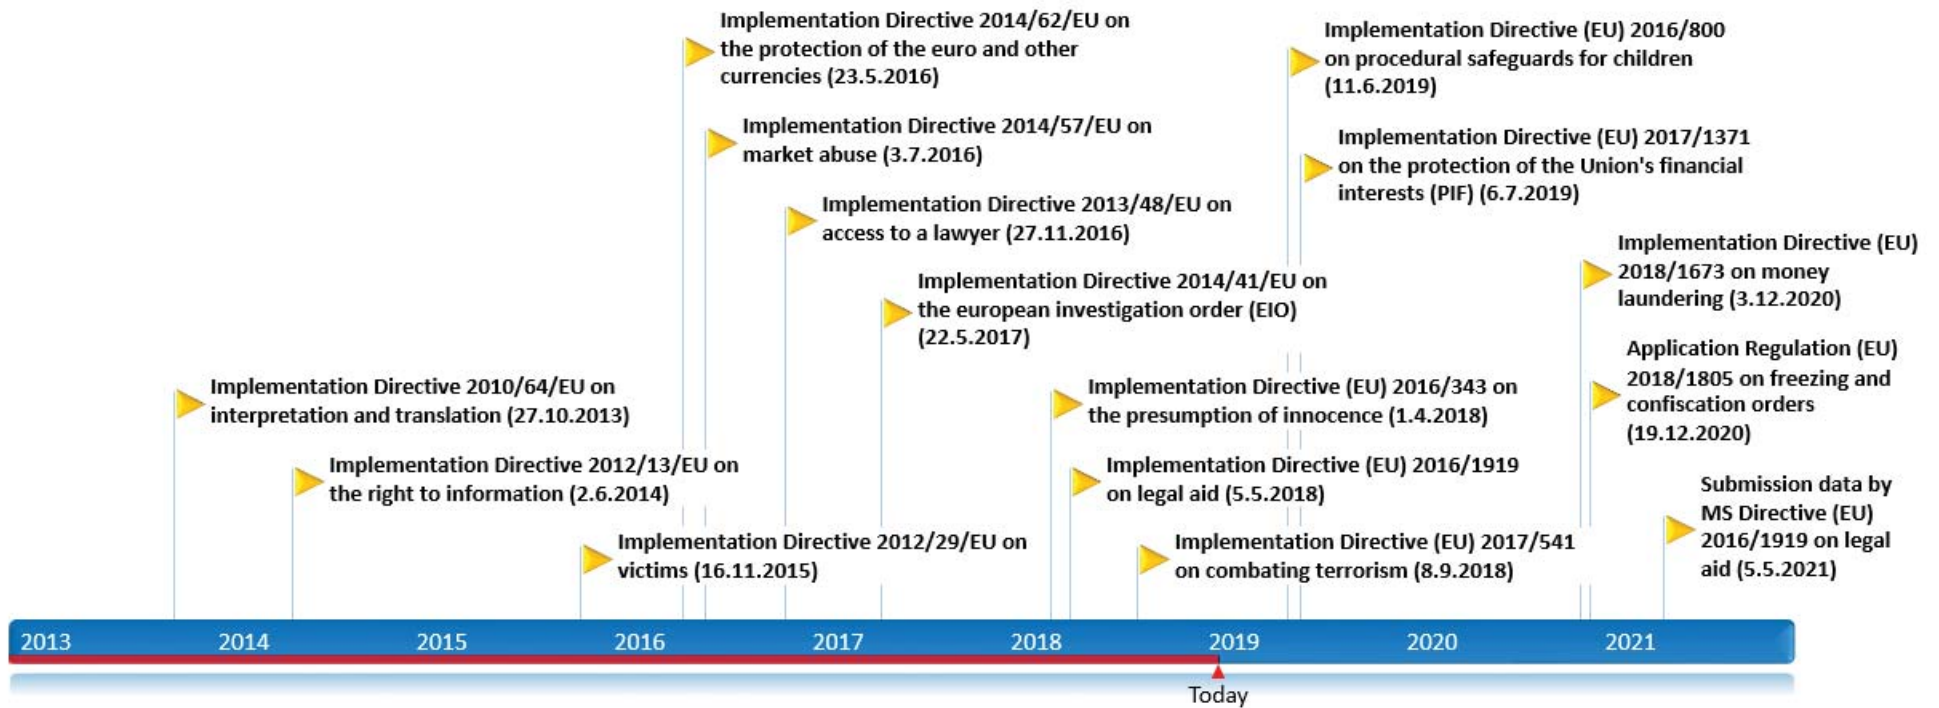 Implementation Directive 2014/62/EU on
the protection of the euro and other
currencies (23.5.2016)
Implementation Directive (EU) 2016/800
on procedural safeguards for children
(11.6.2019)
Implementation Directive 2014/57/EU on
market abuse (3.7.2016)
Implementation Directive (EU) 2017/1371
on the protection of the Union's financial
interests (PIF) (6.7.2019)
Implementation Directive 2013/48/EU on
access to a lawyer (27.11.2016)
Implementation Directive (EU)
2018/1673 on money
laundering (3.12.2020)
Implementation Directive 2014/41/EU on
the european investigation order (EIO)
(22.5.2017)
Application Regulation (EU)
2018/1805 on freezing and
confiscation orders
(19.12.2020)
Implementation Directive 2010/64/EU on
interpretation and translation (27.10.2013)
Implementation Directive (EU) 2016/343 on
the presumption of innocence (1.4.2018)
Implementation Directive 2012/13/EU on
the right to information (2.6.2014)
Implementation Directive (EU) 2016/1919
on legal aid (5.5.2018)
Submission data by
MS Directive (EU)
2016/1919 on legal
aid (5.5.2021)
Implementation Directive 2012/29/EU on
victims (16.11.2015)
Implementation Directive (EU) 2017/541
on combating terrorism (8.9.2018)
2013 2014 2015 2016 2017 2018 2019 2020 2021
Today